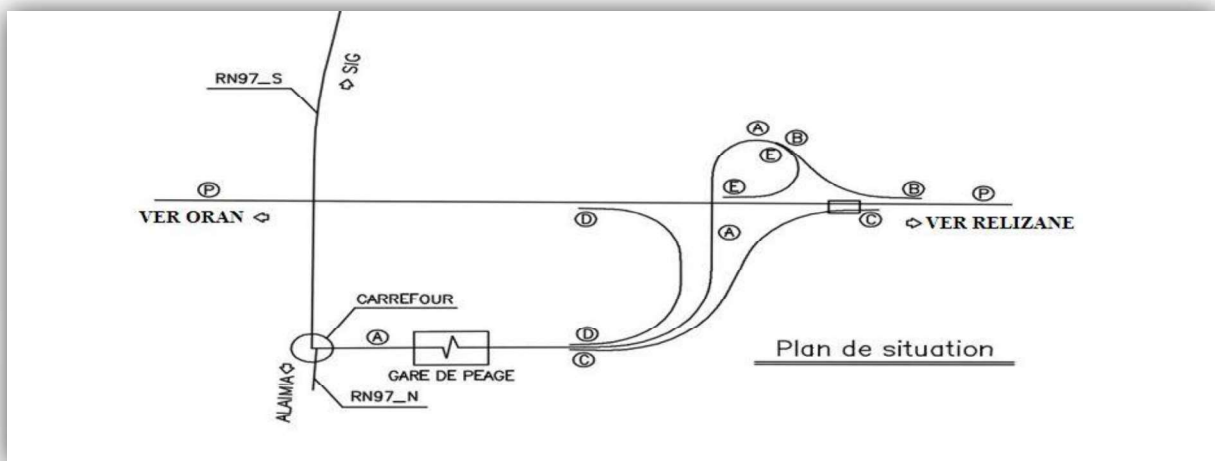 RN97_S
SIG
A
B
E
E
B
P
P
VER ORAN
D
C
VER RELIZANE
A
CARREFOUR
A
D
C
Plan de situation
GARE DE PEAGE
ALAIMIA
RN97_N